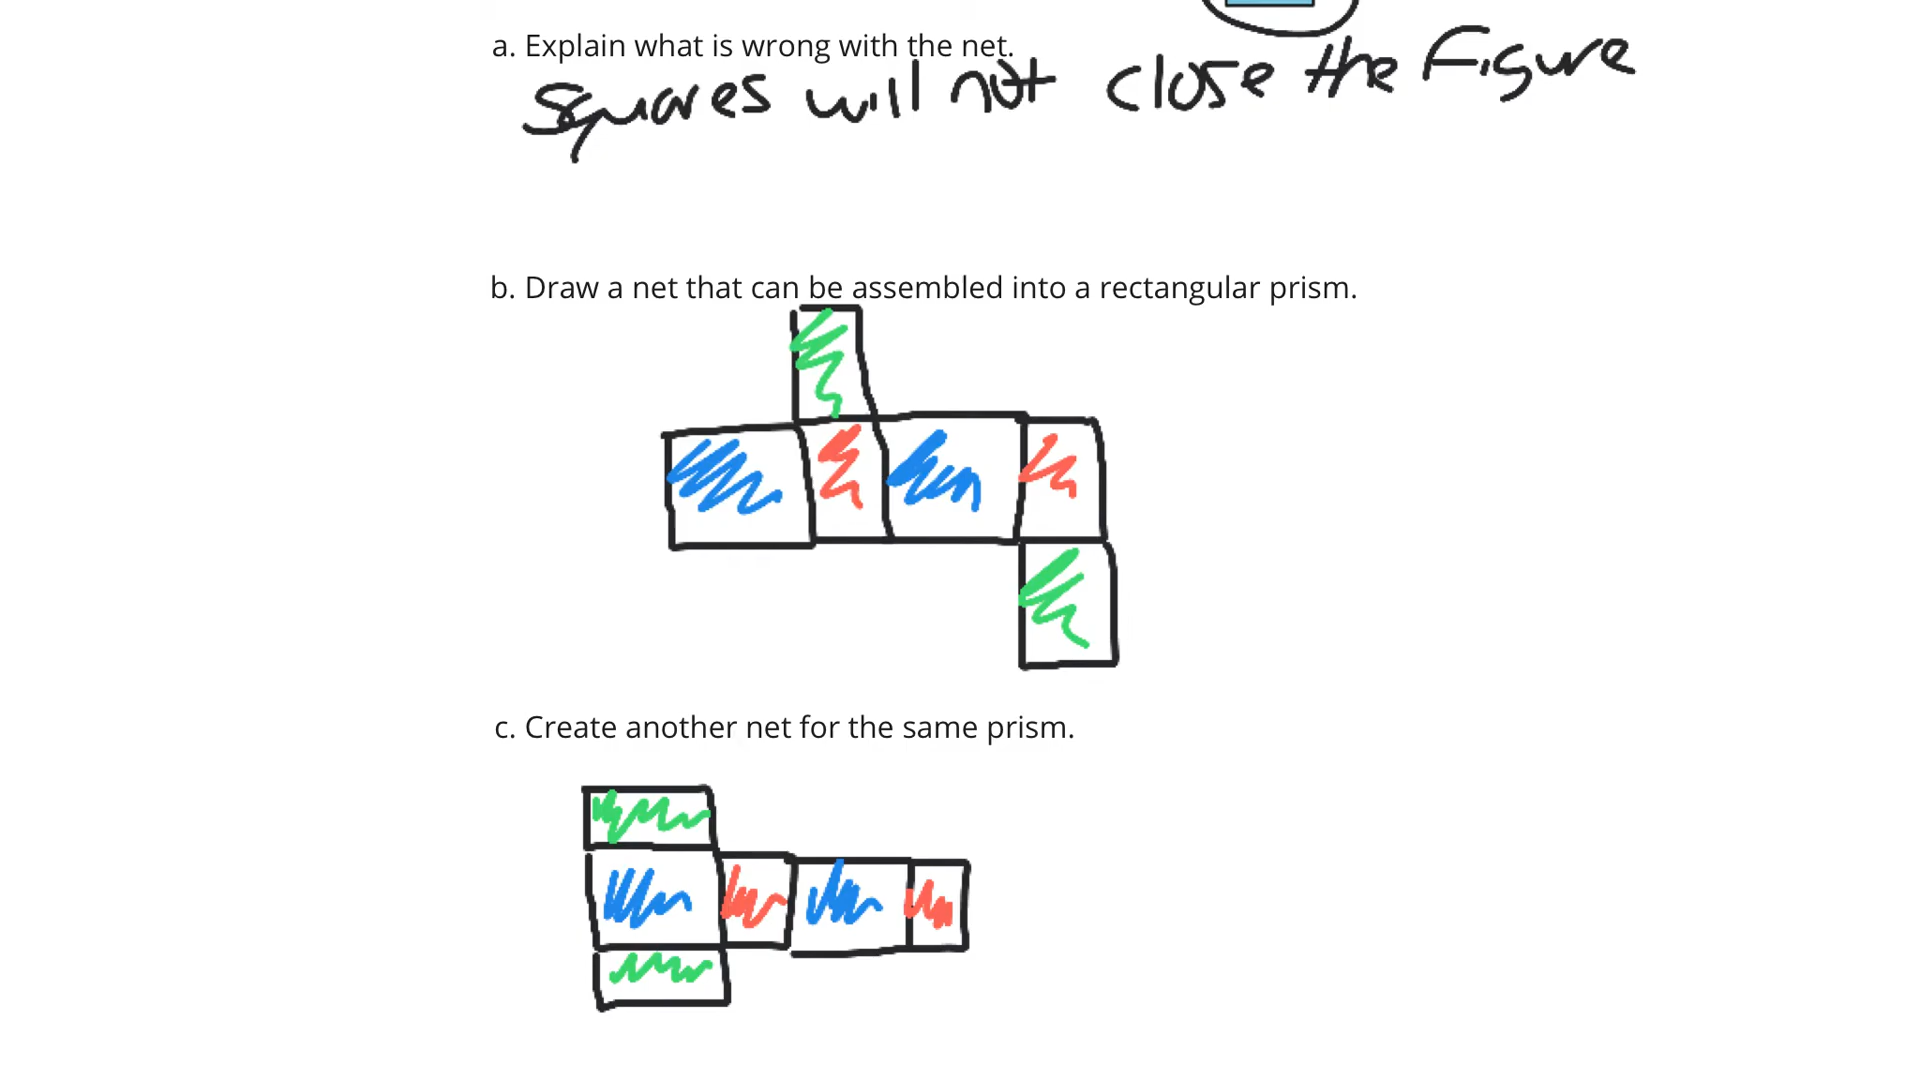 a. Explain what is wrong with the net.
Squares will not close the Figure
b. Draw a net that can be assembled into a rectangular prism.
c. Create another net for the same prism.